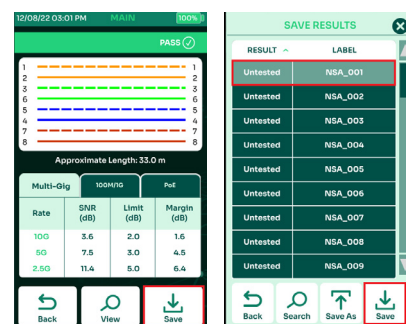 12/08/22 03:01 PM MAIN 100%
PASS
1 1
2 2
3 3
6 6
5 5
4 4
7 7
8 8
Approximate Length: 33.0 m
Multi-Gig 100M/1G PoE
Rate SNR (dB) Limit (dB) Margin (dB)
10G 3.6 2.0 1.6
5G 7.5 3.0 4.5
2.5G 11.4 5.0 6.4
Back View Save
SAVE RESULTS
RESULT LABEL
Untested NSA_001
Untested NSA_002
Untested NSA_003
Untested NSA_004
Untested NSA_005
Untested NSA_006
Untested NSA_007
Untested NSA_008
Untested NSA_009
Back Search Save As Save